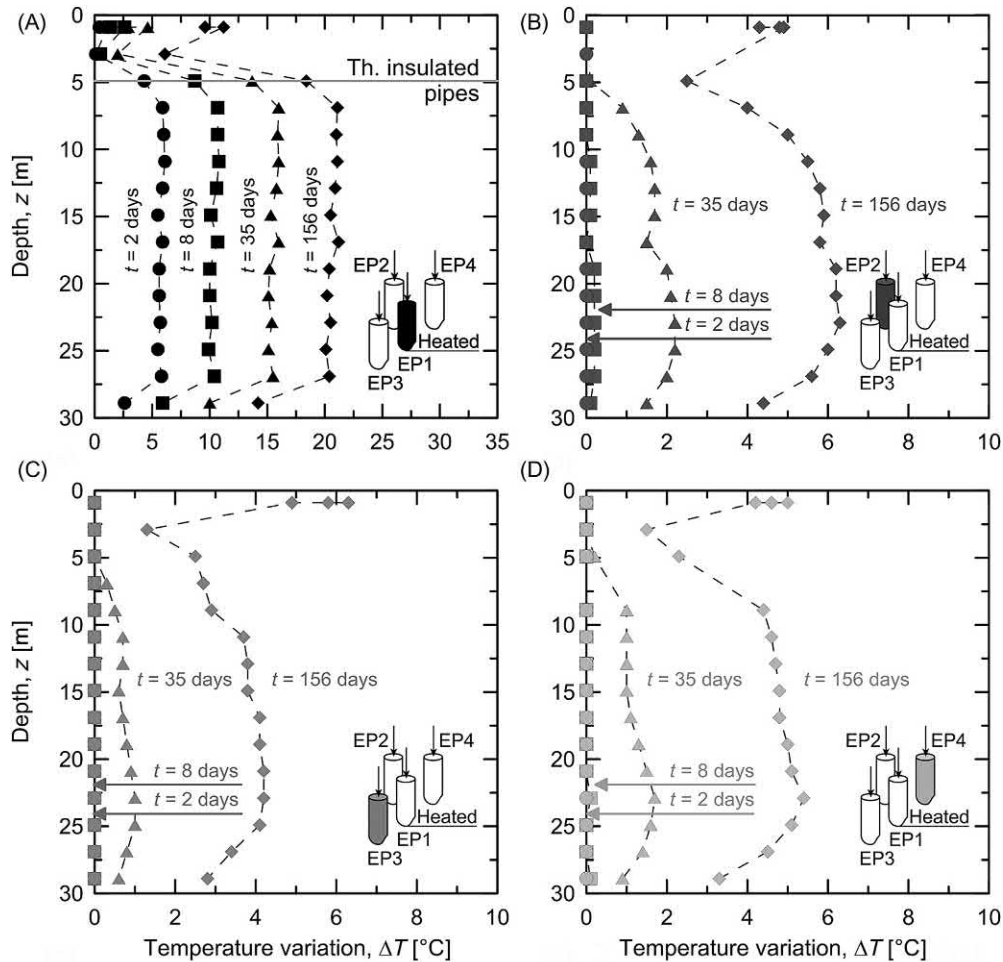 (A)
0
5
10
15
20
25
30
Depth, z [m]
Th. insulated
pipes
t = 2 days
t = 8 days
t = 35 days
t = 156 days
EP2
EP4
Heated
EP1
EP3
0 5 10 15 20 25 30 35
(B)
0
5
10
15
20
25
30
t = 35 days
t = 156 days
t = 8 days
t = 2 days
EP2
EP4
Heated
EP1
EP3
0 2 4 6 8 10
(C)
0
5
10
15
20
25
30
Depth, z [m]
t = 35 days
t = 156 days
t = 8 days
t = 2 days
EP2
EP4
Heated
EP1
EP3
0 2 4 6 8 10
Temperature variation, ΔT [°C]
(D)
0
5
10
15
20
25
30
t = 35 days
t = 156 days
t = 8 days
t = 2 days
EP2
EP4
Heated
EP1
EP3
0 2 4 6 8 10
Temperature variation, ΔT [°C]